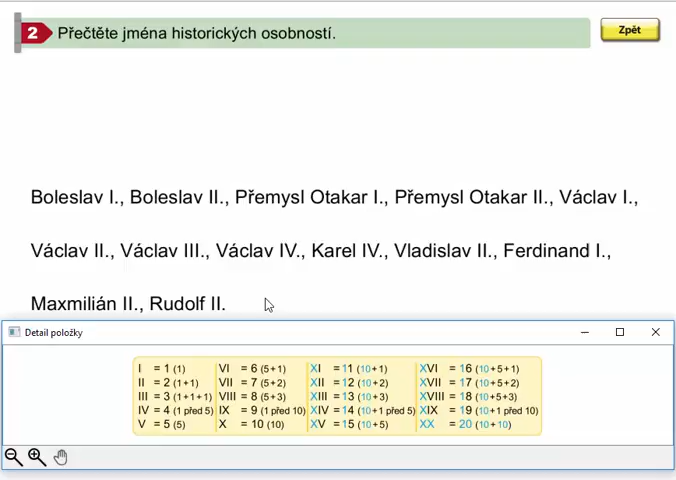 2 Přečtěte jména historických osobností.
Zpět
Boleslav I., Boleslav II., Přemysl Otakar I., Přemysl Otakar II., Václav I.,
Václav II., Václav III., Václav IV., Karel IV., Vladislav II., Ferdinand I.,
Maxmilián II., Rudolf II.
Detail položky
I = 1 (1) VI = 6 (5+1) XI =11 (10+1) XVI = 16 (10+5+1)
II = 2 (1+1) VII = 7 (5+2) XII = 12 (10+2) XVII = 17 (10+5+2)
III = 3 (1+1+1) VIII = 8 (5+3) XIII = 13 (10+3) XVIII = 18 (10+5+3)
IV = 4 (1 před 5) IX = 9 (1 před 10) XIV = 14 (10+1 před 5) XIX = 19 (10+1 před 10)
V = 5 (5) X = 10 (10) XV = 15 (10+5) XX = 20 (10+10)